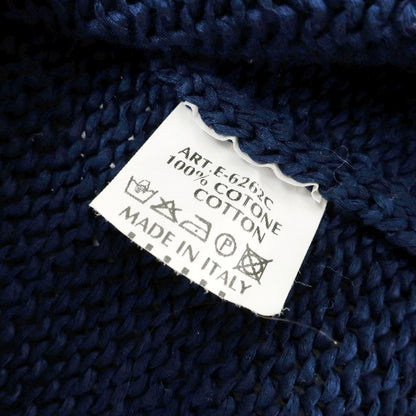 ART. E-6262C
100% COTONE
COTTON
P
MADE IN ITALY